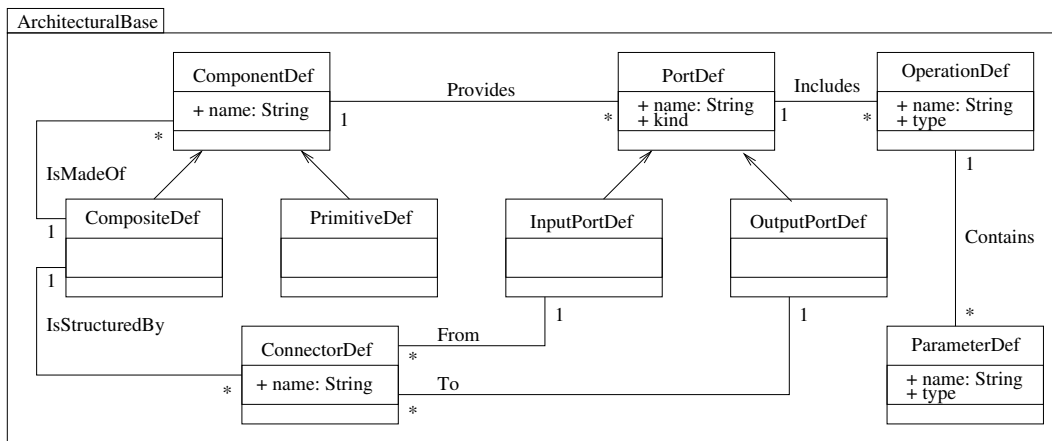 ArchitecturalBase
ComponentDef
+ name: String
Provides
1
*
PortDef
+ name: String
+ kind
Includes
1
*
OperationDef
+ name: String
+ type
*
IsMadeOf
1
CompositeDef
PrimitiveDef
InputPortDef
OutputPortDef
1
Contains
*
1
IsStructuredBy
*
ConnectorDef
+ name: String
From
*
1
To
*
1
ParameterDef
+ name: String
+ type